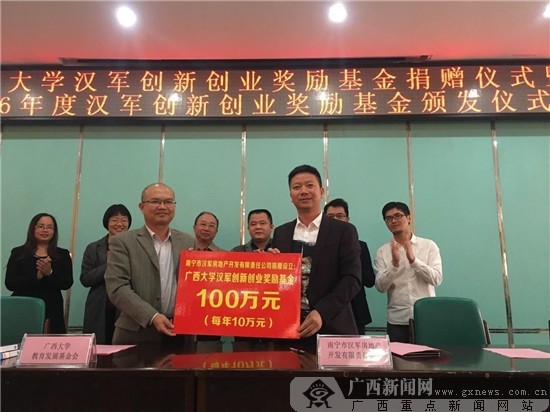 大学汉军创新创业奖励基金捐赠仪式
6年度汉军创新创业奖励基金颁发仪式
南宁市汉军房地产开发有限责任公司捐赠设立:
广西大学汉军创新创业奖励基金
100万元
(每年10万元)
广西大学
教育发展基金会
南宁市汉军房地产
开发有限责任
广西新闻网
www.gxnews.com.cn
广西重点新闻网站